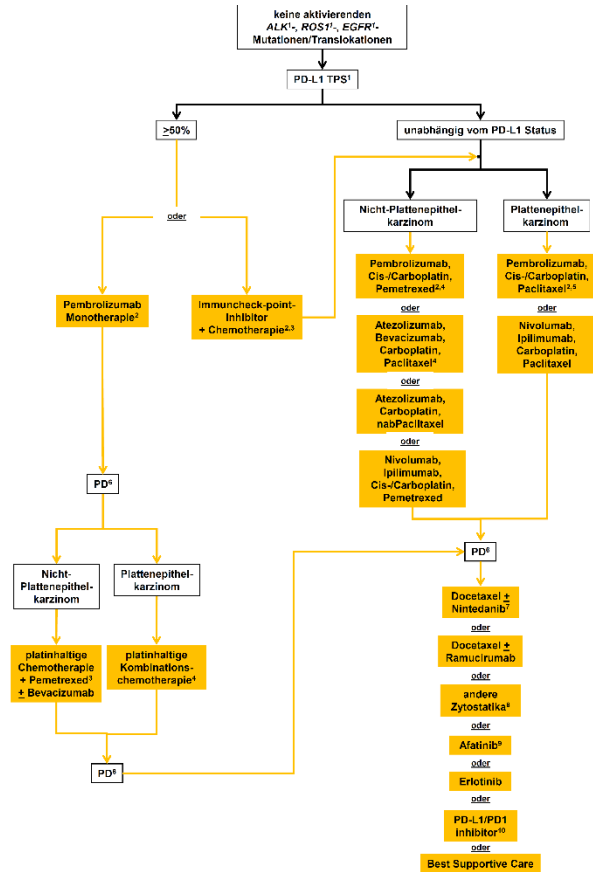 keine aktivierenden
ALK¹-, ROS1¹-, EGFR¹-
Mutationen/Translokationen
PD-L1 TPS¹
≥50%
unabhängig vom PD-L1 Status
oder
Nicht-Plattenepithel-
karzinom
Plattenepithel-
karzinom
Pembrolizumab
Monotherapie²
Immuncheck-point-
Inhibitor
+ Chemotherapie²,³
Pembrolizumab,
Cis-/Carboplatin,
Pemetrexed²,⁴
oder
Atezolizumab,
Bevacizumab,
Carboplatin,
Paclitaxel⁴
oder
Atezolizumab,
Carboplatin,
nabPaclltaxel
oder
Nivolumab,
Ipilimumab,
Cis-/Carboplatin,
Pemetrexed
Pembrolizumab,
Cis-/Carboplatin,
Paclitaxel²,⁵
oder
Nivolumab,
Ipilimumab,
Carboplatin,
Paclitaxel
PD⁶
Nicht-
Plattenepithel-
karzinom
Plattenepithel-
karzinom
platinhaltige
Chemotherapie
+ Pemetrexed³
± Bevacizumab
platinhaltige
Kombinations-
chemotherapie⁴
PD⁶
PD⁶
Docetaxel ±
Nintedanib⁷
oder
Docetaxel ±
Ramucirumab
oder
andere
Zytostatika⁸
oder
Afatinib⁹
oder
Erlotinib
oder
PD-L1/PD1
inhibitor¹⁰
oder
Best Supportive Care